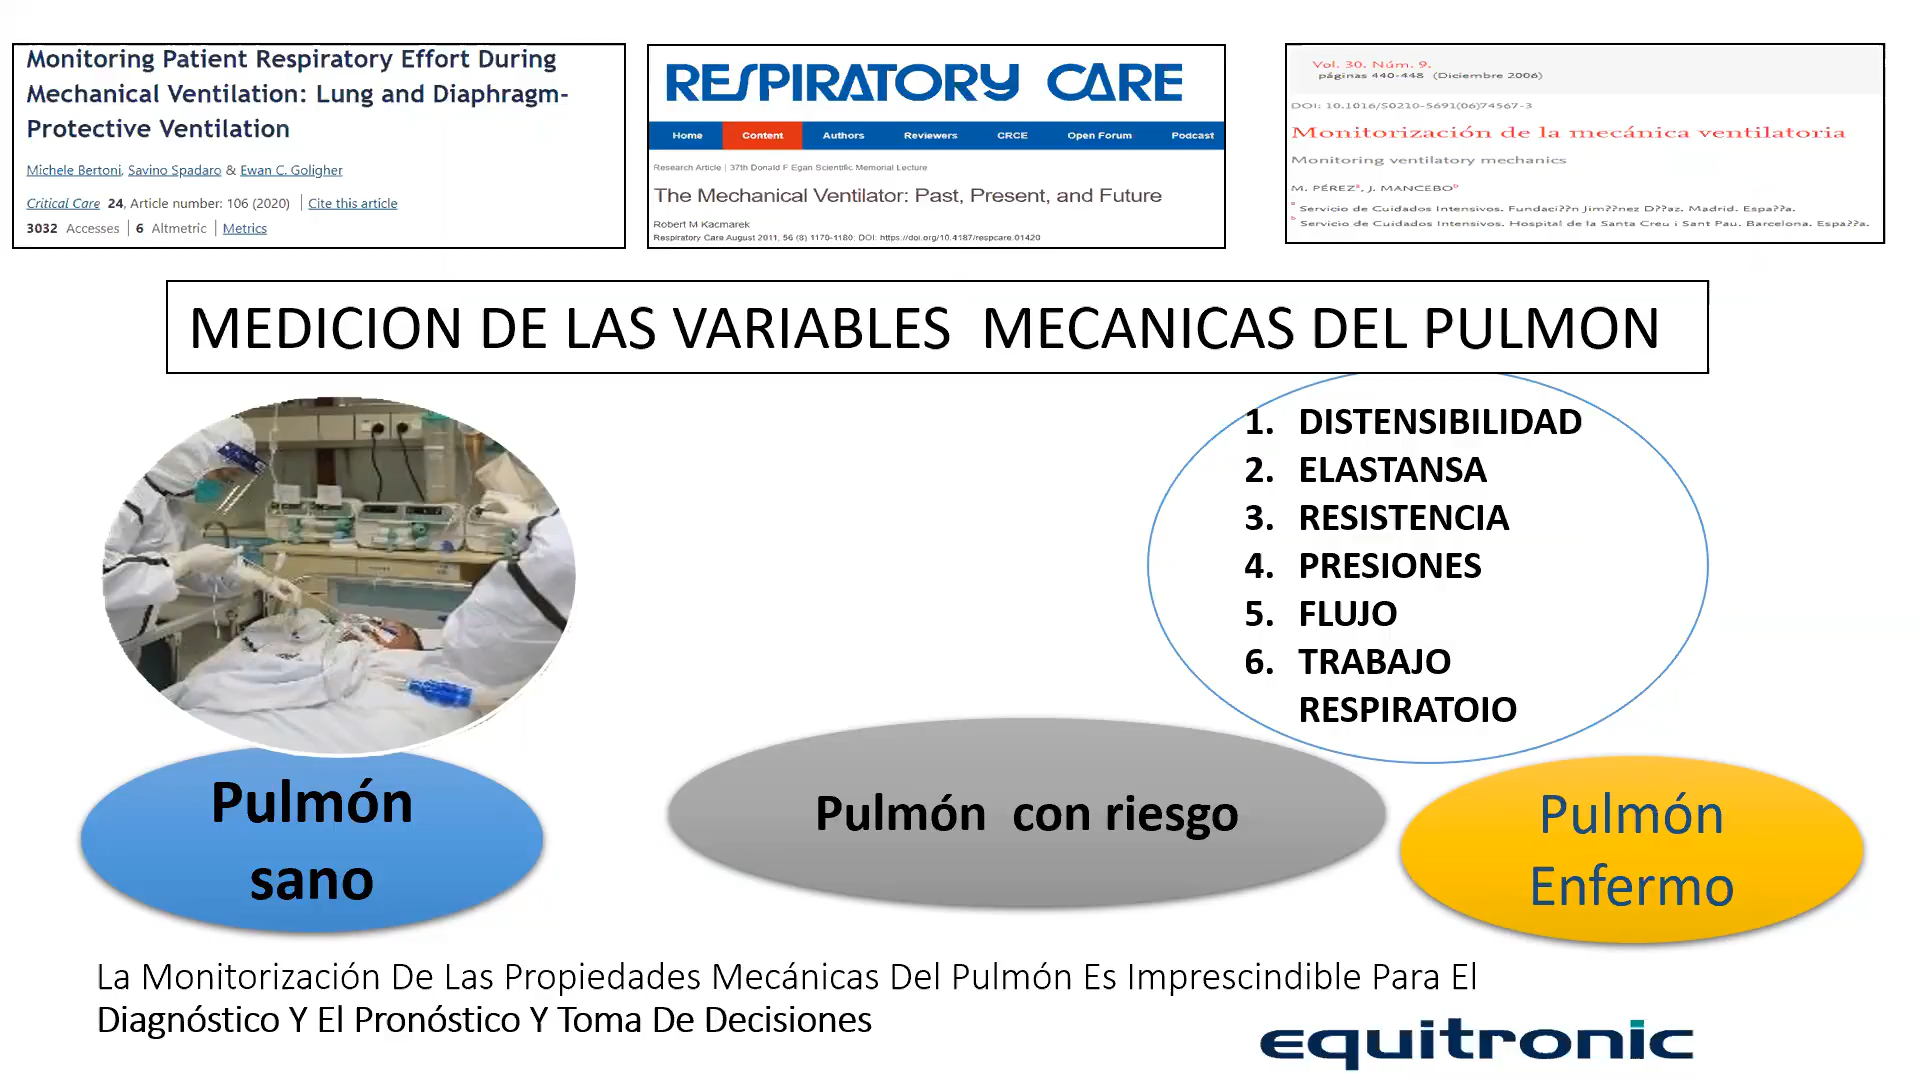 Monitoring Patient Respiratory Effort During
Mechanical Ventilation: Lung and Diaphragm-
Protective Ventilation
Michele Bertoni, Savino Spadaro & Ewan C. Goligher
Critical Care 24, Article number: 106 (2020) | Cite this article
3032 Accesses | 6 Altmetric | Metrics
RESPIRATORY CARE
Home Content Authors Reviewers CRCE Open Forum Podcast
Research Article | 37th Donald F Egan Scientific Memorial Lecture
The Mechanical Ventilator: Past, Present, and Future
Robert M Kacmarek
Respiratory Care August 2011, 56 (8) 1170-1180; DOI: https://doi.org/10.4187/respcare.01420
Vol. 30. Núm. 9.
páginas 440-448 (Diciembre 2006)
DOI: 10.1016/S0210-5691(06)74567-3
Monitorización de la mecánica ventilatoria
Monitoring ventilatory mechanics
M. PÉREZa, J. MANCEBOb
a Servicio de Cuidados Intensivos. Fundaci??n Jim??nez D??az. Madrid. Espa??a.
b Servicio de Cuidados Intensivos. Hospital de la Santa Creu i Sant Pau. Barcelona. Espa??a.
MEDICION DE LAS VARIABLES MECANICAS DEL PULMON
1. DISTENSIBILIDAD
2. ELASTANSA
3. RESISTENCIA
4. PRESIONES
5. FLUJO
6. TRABAJO
RESPIRATOIO
Pulmón
sano
Pulmón con riesgo
Pulmón
Enfermo
La Monitorización De Las Propiedades Mecánicas Del Pulmón Es Imprescindible Para El
Diagnóstico Y El Pronóstico Y Toma De Decisiones
equitronic